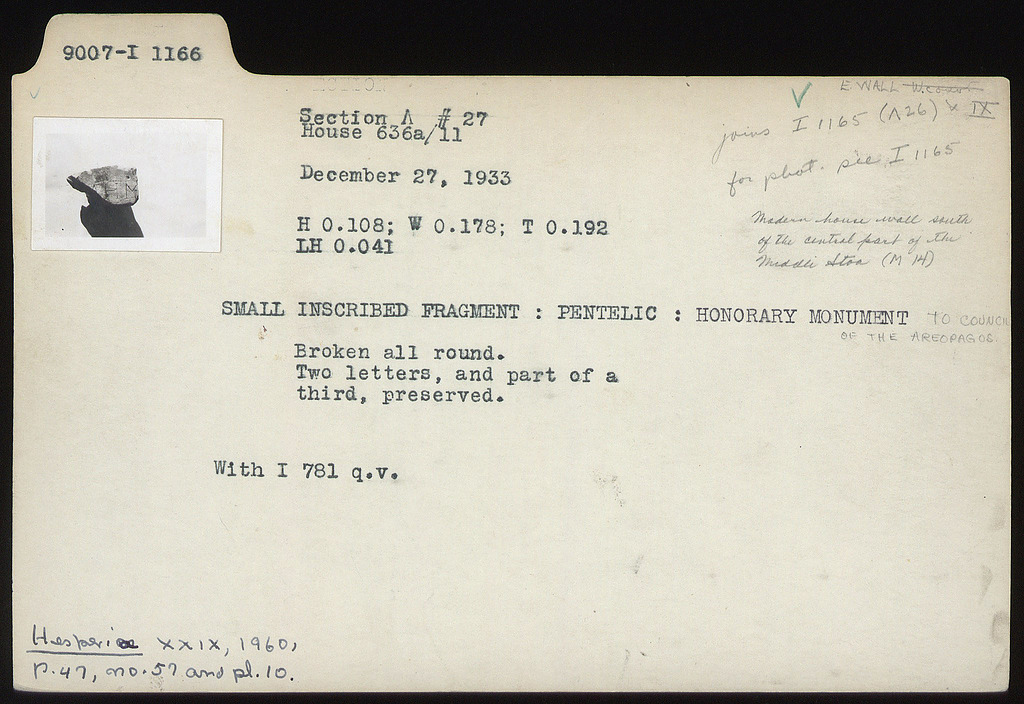 9007-I 1166
E. WALL
Section Λ # 27
House 636a/11
joins I 1165 (Λ26) & IX
for phot. see I 1165
December 27, 1933
H 0.108; W 0.178; T 0.192
LH 0.041
Modern house wall south
of the central part of the
Middle Stoa (M 14)
SMALL INSCRIBED FRAGMENT : PENTELIC : HONORARY MONUMENT TO COUNCI
OF THE AREOPAGOS.
Broken all round.
Two letters, and part of a
third, preserved.
With I 781 q.v.
Hesperia XXIX, 1960,
p.47, no.57 and pl.10.